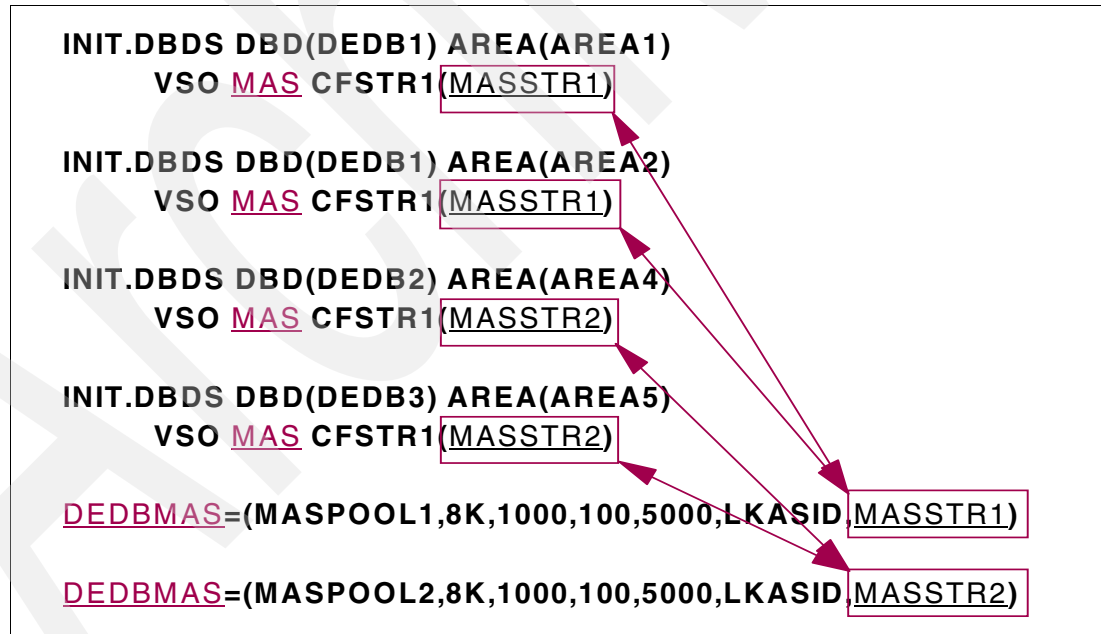 INIT.DBDS DBD(DEDB1) AREA(AREA1)
VSO MAS CFSTR1(MASSTR1)
INIT.DBDS DBD(DEDB1) AREA(AREA2)
VSO MAS CFSTR1(MASSTR1)
INIT.DBDS DBD(DEDB2) AREA(AREA4)
VSO MAS CFSTR1(MASSTR2)
INIT.DBDS DBD(DEDB3) AREA(AREA5)
VSO MAS CFSTR1(MASSTR2)
DEDBMAS=(MASPOOL1,8K,1000,100,5000,LKASID,MASSTR1)
DEDBMAS=(MASPOOL2,8K,1000,100,5000,LKASID,MASSTR2)